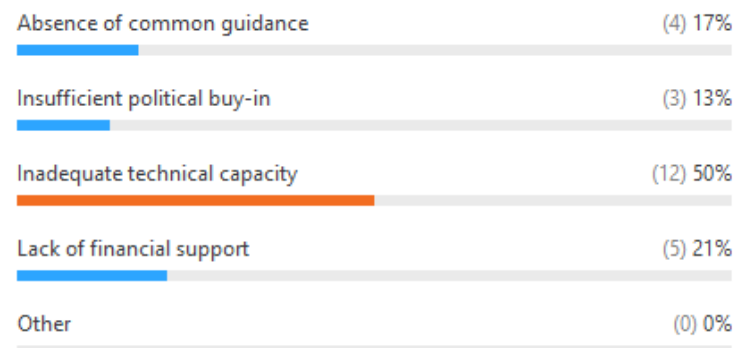 Absence of common guidance (4) 17%
Insufficient political buy-in (3) 13%
Inadequate technical capacity (12) 50%
Lack of financial support (5) 21%
Other (0) 0%